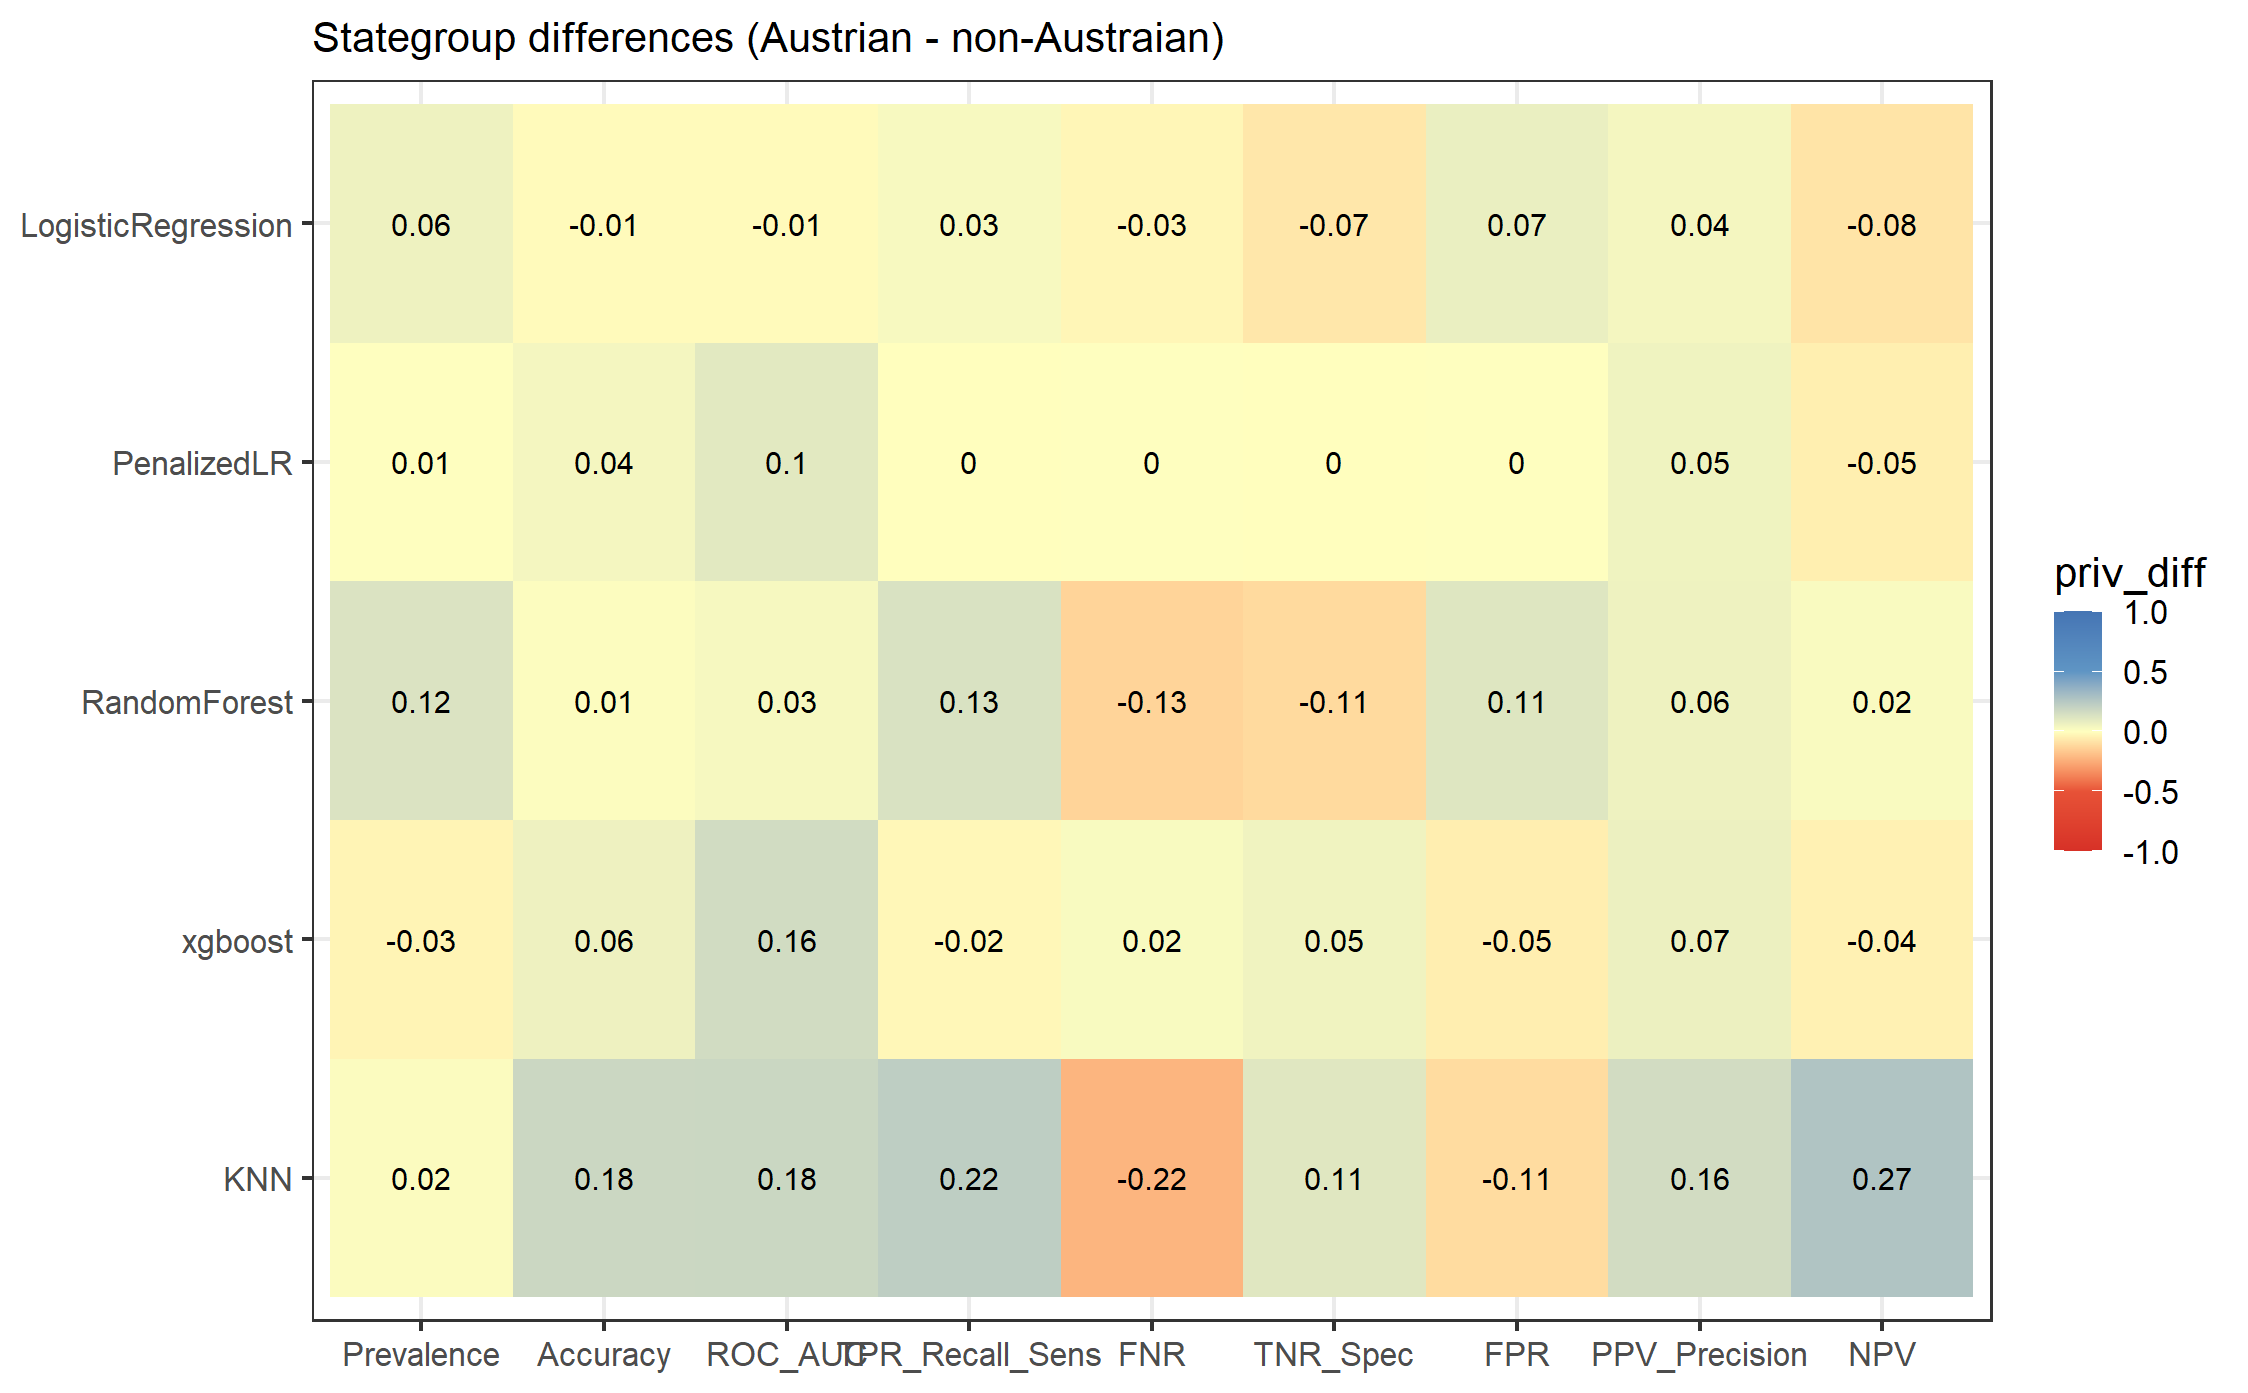 Stategroup differences (Austrian - non-Austraian)
LogisticRegression 0.06 -0.01 -0.01 0.03 -0.03 -0.07 0.07 0.04 -0.08
PenalizedLR 0.01 0.04 0.1 0 0 0 0 0.05 -0.05
RandomForest 0.12 0.01 0.03 0.13 -0.13 -0.11 0.11 0.06 0.02
xgboost -0.03 0.06 0.16 -0.02 0.02 0.05 -0.05 0.07 -0.04
KNN 0.02 0.18 0.18 0.22 -0.22 0.11 -0.11 0.16 0.27
Prevalence Accuracy ROC_AUC TPR_Recall_Sens FNR TNR_Spec FPR PPV_Precision NPV
priv_diff
1.0
0.5
0.0
-0.5
-1.0